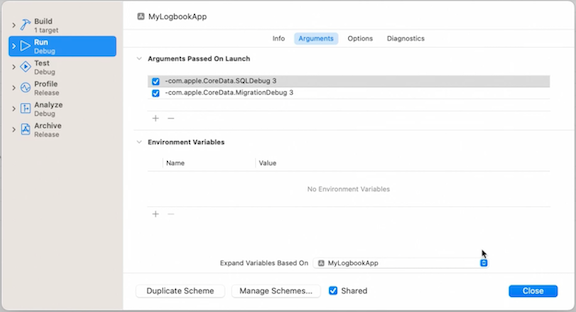 Build
1 target
Run
Debug
Test
Debug
Profile
Release
Analyze
Debug
Archive
Release
MyLogbookApp
Info Arguments Options Diagnostics
Arguments Passed On Launch
-com.apple.CoreData.SQLDebug 3
-com.apple.CoreData.MigrationDebug 3
Environment Variables
Name Value
No Environment Variables
Expand Variables Based On MyLogbookApp
Duplicate Scheme Manage Schemes... Shared Close